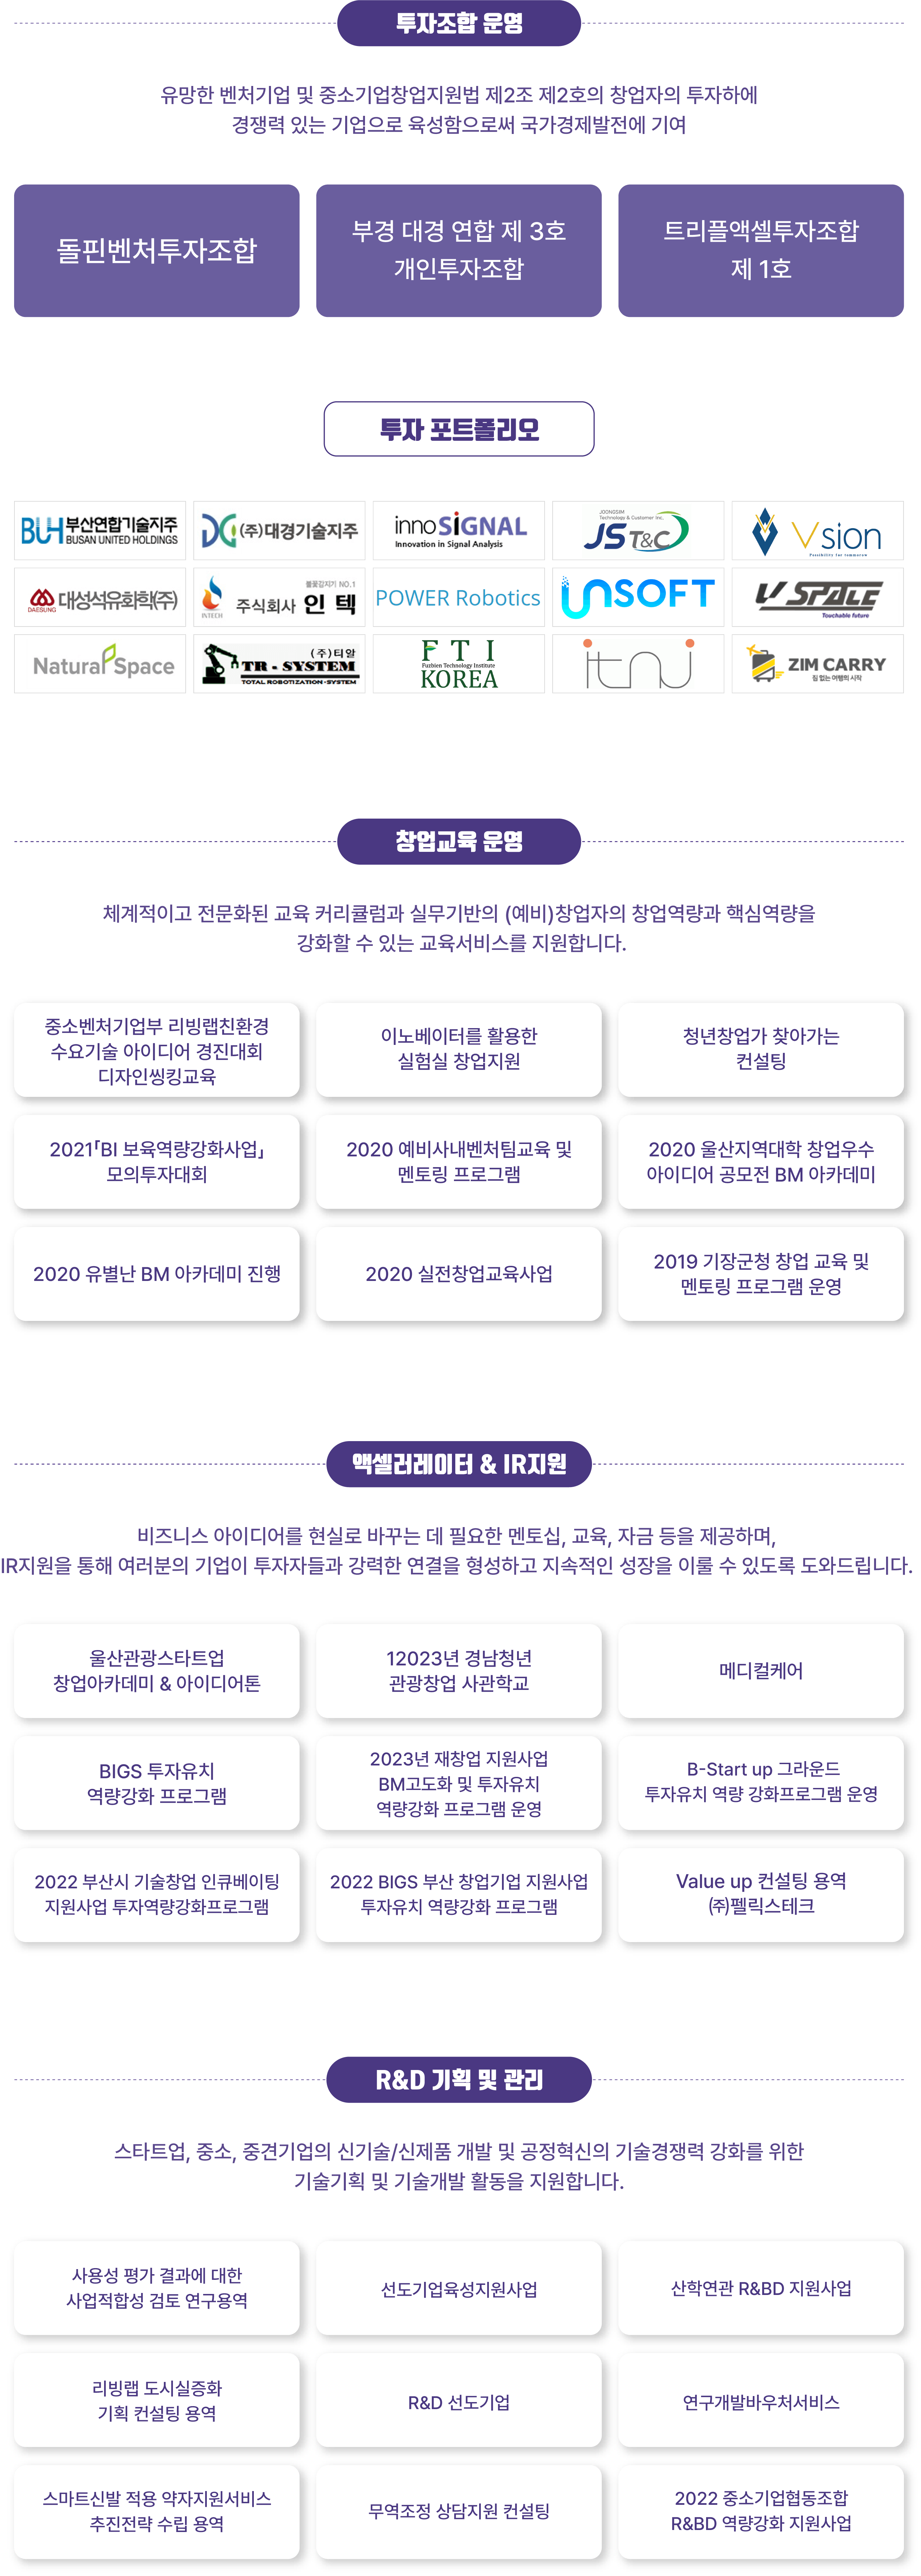 투자조합 운영
유망한 벤처기업 및 중소기업창업지원법 제2조 제2호의 창업자의 투자하에
경쟁력 있는 기업으로 육성함으로써 국가경제발전에 기여
돌핀벤처투자조합
부경 대경 연합 제 3호
개인투자조합
트리플액셀투자조합
제 1호
투자 포트폴리오
BUH 부산연합기술지주
BUSAN UNITED HOLDINGS
(주)대경기술지주
inno SiGNAL
Innovation in Signal Analysis
JOONGSIM
Technology & Customer Inc.
JS T&C
Vsion
Possibility for tomorrow
DAESUNG 대성석유화학(주)
불꽃감지기 NO.1
INTECH 주식회사 인 텍
POWER Robotics
UNSOFT
V SPACE
Touchable future
Natural Space
(주)티알
TR-SYSTEM
TOTAL ROBOTIZATION-SYSTEM
F T I
Futhien Technology Institute
KOREA
itnj
ZIM CARRY
짐 없는 여행의 시작
창업교육 운영
체계적이고 전문화된 교육 커리큘럼과 실무기반의 (예비)창업자의 창업역량과 핵심역량을
강화할 수 있는 교육서비스를 지원합니다.
중소벤처기업부 리빙랩친환경
수요기술 아이디어 경진대회
디자인씽킹교육
이노베이터를 활용한
실험실 창업지원
청년창업가 찾아가는
컨설팅
2021「BI 보육역량강화사업」
모의투자대회
2020 예비사내벤처팀교육 및
멘토링 프로그램
2020 울산지역대학 창업우수
아이디어 공모전 BM 아카데미
2020 유별난 BM 아카데미 진행
2020 실전창업교육사업
2019 기장군청 창업 교육 및
멘토링 프로그램 운영
액셀러레이터 & IR지원
비즈니스 아이디어를 현실로 바꾸는 데 필요한 멘토십, 교육, 자금 등을 제공하며,
IR지원을 통해 여러분의 기업이 투자자들과 강력한 연결을 형성하고 지속적인 성장을 이룰 수 있도록 도와드립니다.
울산관광스타트업
창업아카데미 & 아이디어톤
12023년 경남청년
관광창업 사관학교
메디컬케어
BIGS 투자유치
역량강화 프로그램
2023년 재창업 지원사업
BM고도화 및 투자유치
역량강화 프로그램 운영
B-Start up 그라운드
투자유치 역량 강화프로그램 운영
2022 부산시 기술창업 인큐베이팅
지원사업 투자역량강화프로그램
2022 BIGS 부산 창업기업 지원사업
투자유치 역량강화 프로그램
Value up 컨설팅 용역
㈜펠릭스테크
R&D 기획 및 관리
스타트업, 중소, 중견기업의 신기술/신제품 개발 및 공정혁신의 기술경쟁력 강화를 위한
기술기획 및 기술개발 활동을 지원합니다.
사용성 평가 결과에 대한
사업적합성 검토 연구용역
선도기업육성지원사업
산학연관 R&BD 지원사업
리빙랩 도시실증화
기획 컨설팅 용역
R&D 선도기업
연구개발바우처서비스
스마트신발 적용 약자지원서비스
추진전략 수립 용역
무역조정 상담지원 컨설팅
2022 중소기업협동조합
R&BD 역량강화 지원사업